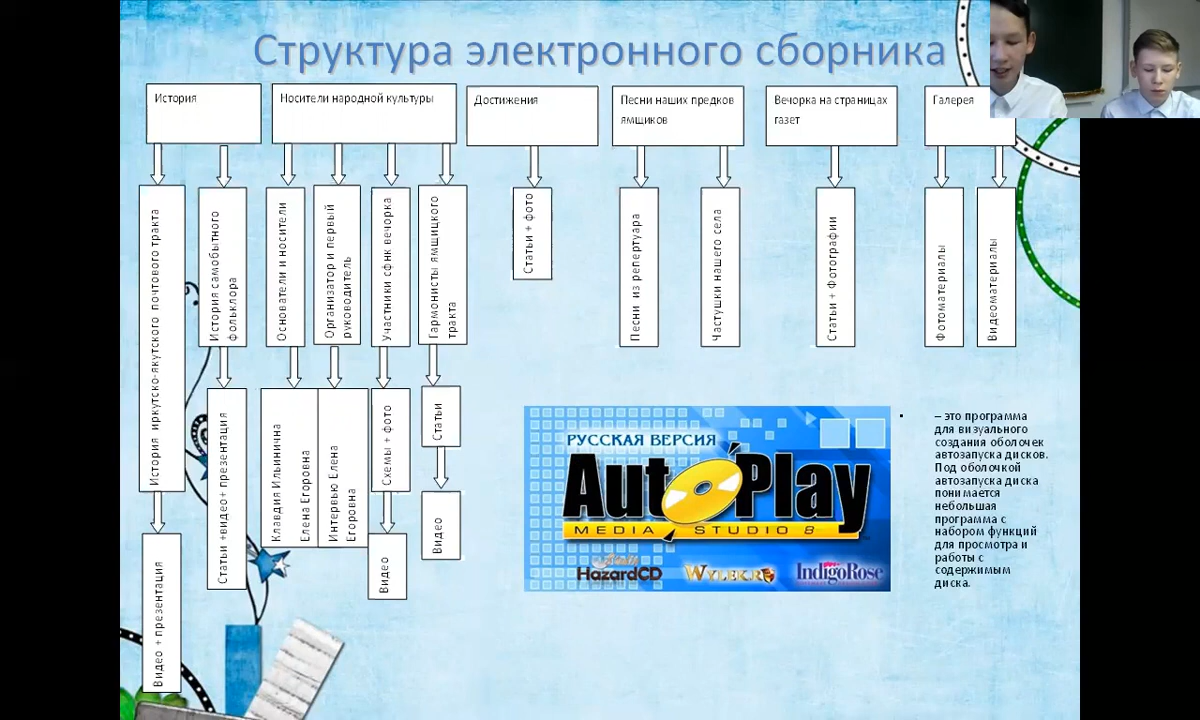 Структура электронного сборника
История
Носители народной культуры
Достижения
Песни наших предков
ямщиков
Вечорка на страницах
газет
Галерея
История иркутско-якутского почтового тракта
История самобытного
фольклора
Основатели и носители
Организатор и первый
руководитель
Участники сфнк вечорка
Гармонисты ямщицкого
тракта
Статьи + фото
Песни из репертуара
Частушки нашего села
Статьи + Фотографии
Фотоматериалы
Видеоматериалы
Видео + презентация
Статьи +видео+ презентация
Клавдия Ильинична
Елена Егоровна
Интервью Елена
Егоровна
Схемы + фото
Видео
Статьи
Видео
РУССКАЯ ВЕРСИЯ
AutoPlay
MEDIA STUDIO 8
HazardCD
WYLEK.RU
IndigoRose
• – это программа
для визуального
создания оболочек
автозапуска дисков.
Под оболочкой
автозапуска диска
понимается
небольшая
программа с
набором функций
для просмотра и
работы с
содержимым
диска.